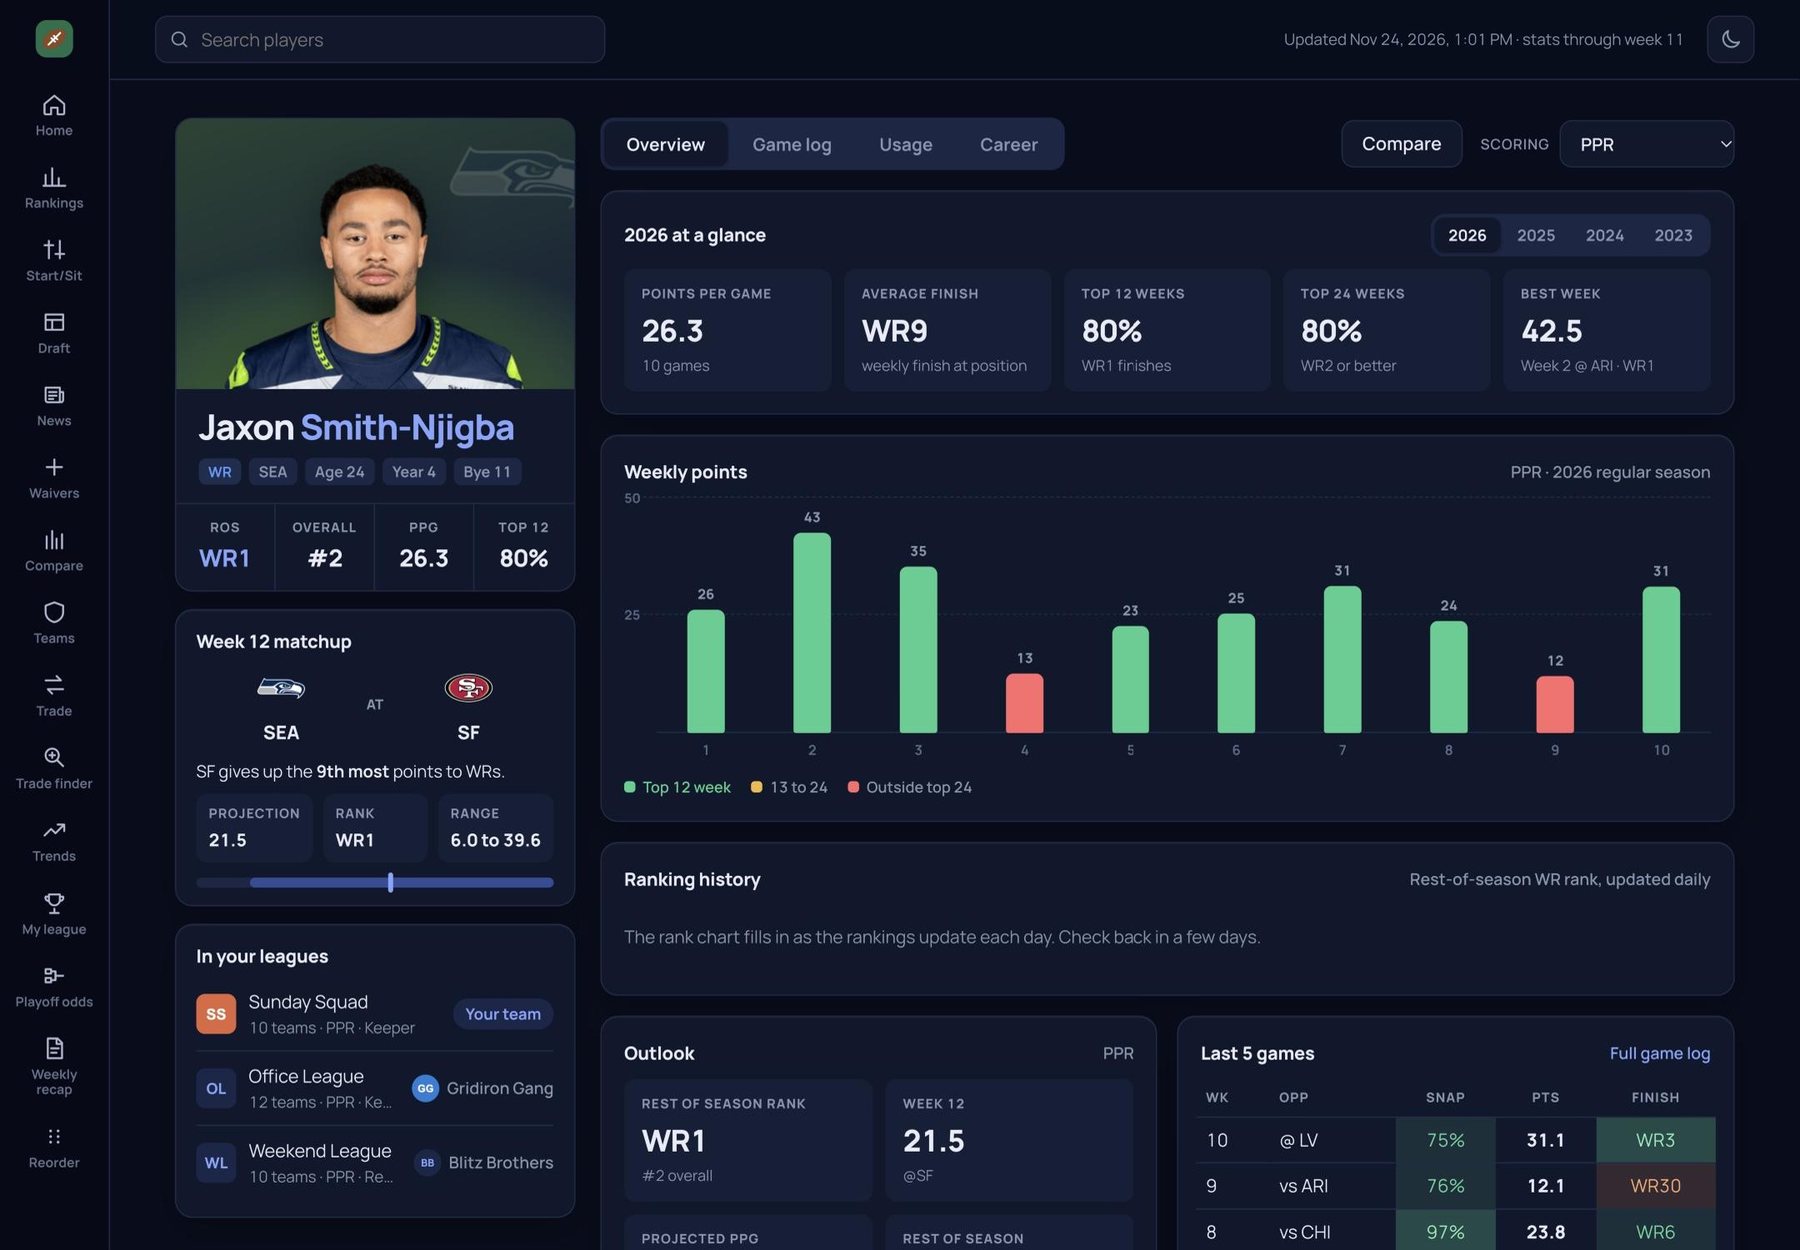 Search players
Updated Nov 24, 2026, 1:01 PM · stats through week 11
Home
Rankings
Start/Sit
Draft
News
Waivers
Compare
Teams
Trade
Trade finder
Trends
My league
Playoff odds
Weekly
recap
Reorder
Jaxon Smith-Njigba
WR SEA Age 24 Year 4 Bye 11
ROS OVERALL PPG TOP 12
WR1 #2 26.3 80%
Week 12 matchup
AT
SEA SF
SF gives up the 9th most points to WRs.
PROJECTION RANK RANGE
21.5 WR1 6.0 to 39.6
In your leagues
SS Sunday Squad Your team
10 teams · PPR · Keeper
OL Office League GG Gridiron Gang
12 teams · PPR · Ke...
WL Weekend League BB Blitz Brothers
10 teams · PPR · Re...
Overview Game log Usage Career
Compare SCORING PPR
2026 at a glance 2026 2025 2024 2023
POINTS PER GAME AVERAGE FINISH TOP 12 WEEKS TOP 24 WEEKS BEST WEEK
26.3 WR9 80% 80% 42.5
10 games weekly finish at position WR1 finishes WR2 or better Week 2 @ ARI · WR1
Weekly points PPR · 2026 regular season
50
25
26 43 35 13 23 25 31 24 12 31
1 2 3 4 5 6 7 8 9 10
Top 12 week 13 to 24 Outside top 24
Ranking history Rest-of-season WR rank, updated daily
The rank chart fills in as the rankings update each day. Check back in a few days.
Outlook PPR
REST OF SEASON RANK WEEK 12
WR1 21.5
#2 overall @SF
PROJECTED PPG REST OF SEASON
Last 5 games Full game log
WK OPP SNAP PTS FINISH
10 @ LV 75% 31.1 WR3
9 vs ARI 76% 12.1 WR30
8 vs CHI 97% 23.8 WR6